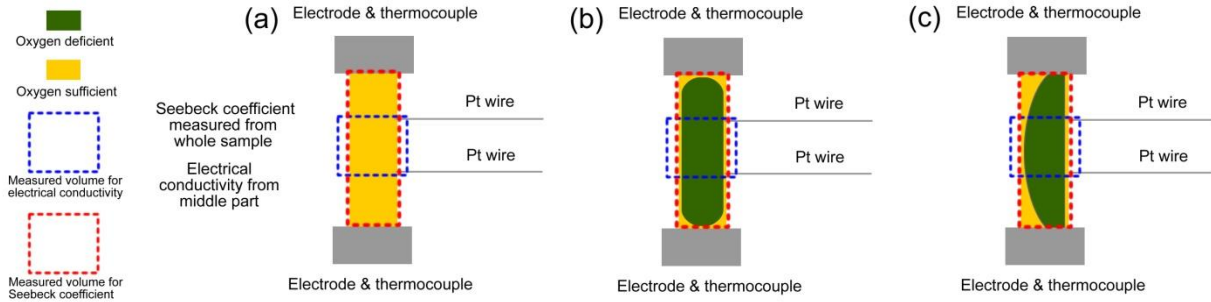 Oxygen deficient
Oxygen sufficient
Measured volume for
electrical conductivity
Measured volume for
Seebeck coefficient
Seebeck coefficient
measured from
whole sample
Electrical
conductivity from
middle part
(a)
Electrode & thermocouple
Pt wire
Pt wire
Electrode & thermocouple
(b)
Electrode & thermocouple
Pt wire
Pt wire
Electrode & thermocouple
(c)
Electrode & thermocouple
Pt wire
Pt wire
Electrode & thermocouple